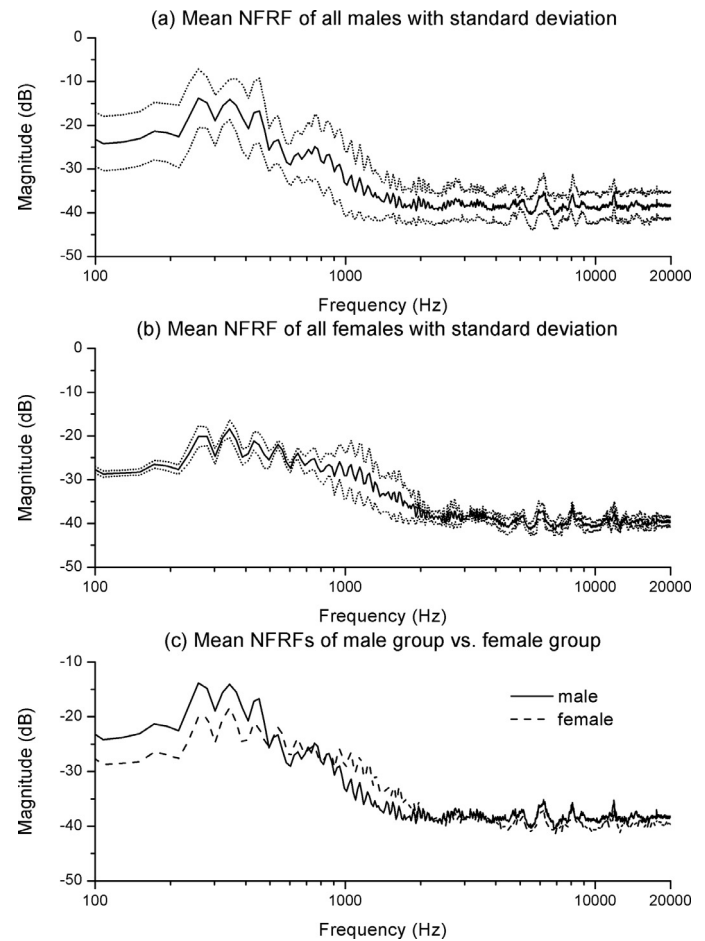 (a) Mean NFRF of all males with standard deviation
0
-10
-20
-30
-40
-50
Magnitude (dB)
100
1000
10000
20000
Frequency (Hz)
(b) Mean NFRF of all females with standard deviation
0
-10
-20
-30
-40
-50
Magnitude (dB)
100
1000
10000
20000
Frequency (Hz)
(c) Mean NFRFs of male group vs. female group
-10
-20
-30
-40
-50
Magnitude (dB)
male
female
100
1000
10000
20000
Frequency (Hz)